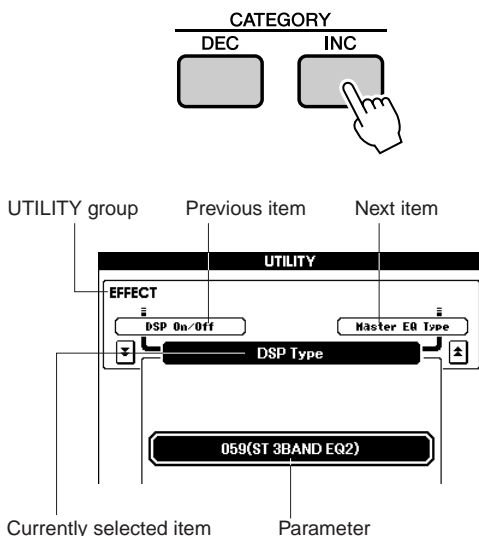 CATEGORY
DEC INC
UTILITY group Previous item Next item
UTILITY
EFFECT
DSP On/Off Master EQ Type
DSP Type
059(ST 3BAND EQ2)
Currently selected item Parameter